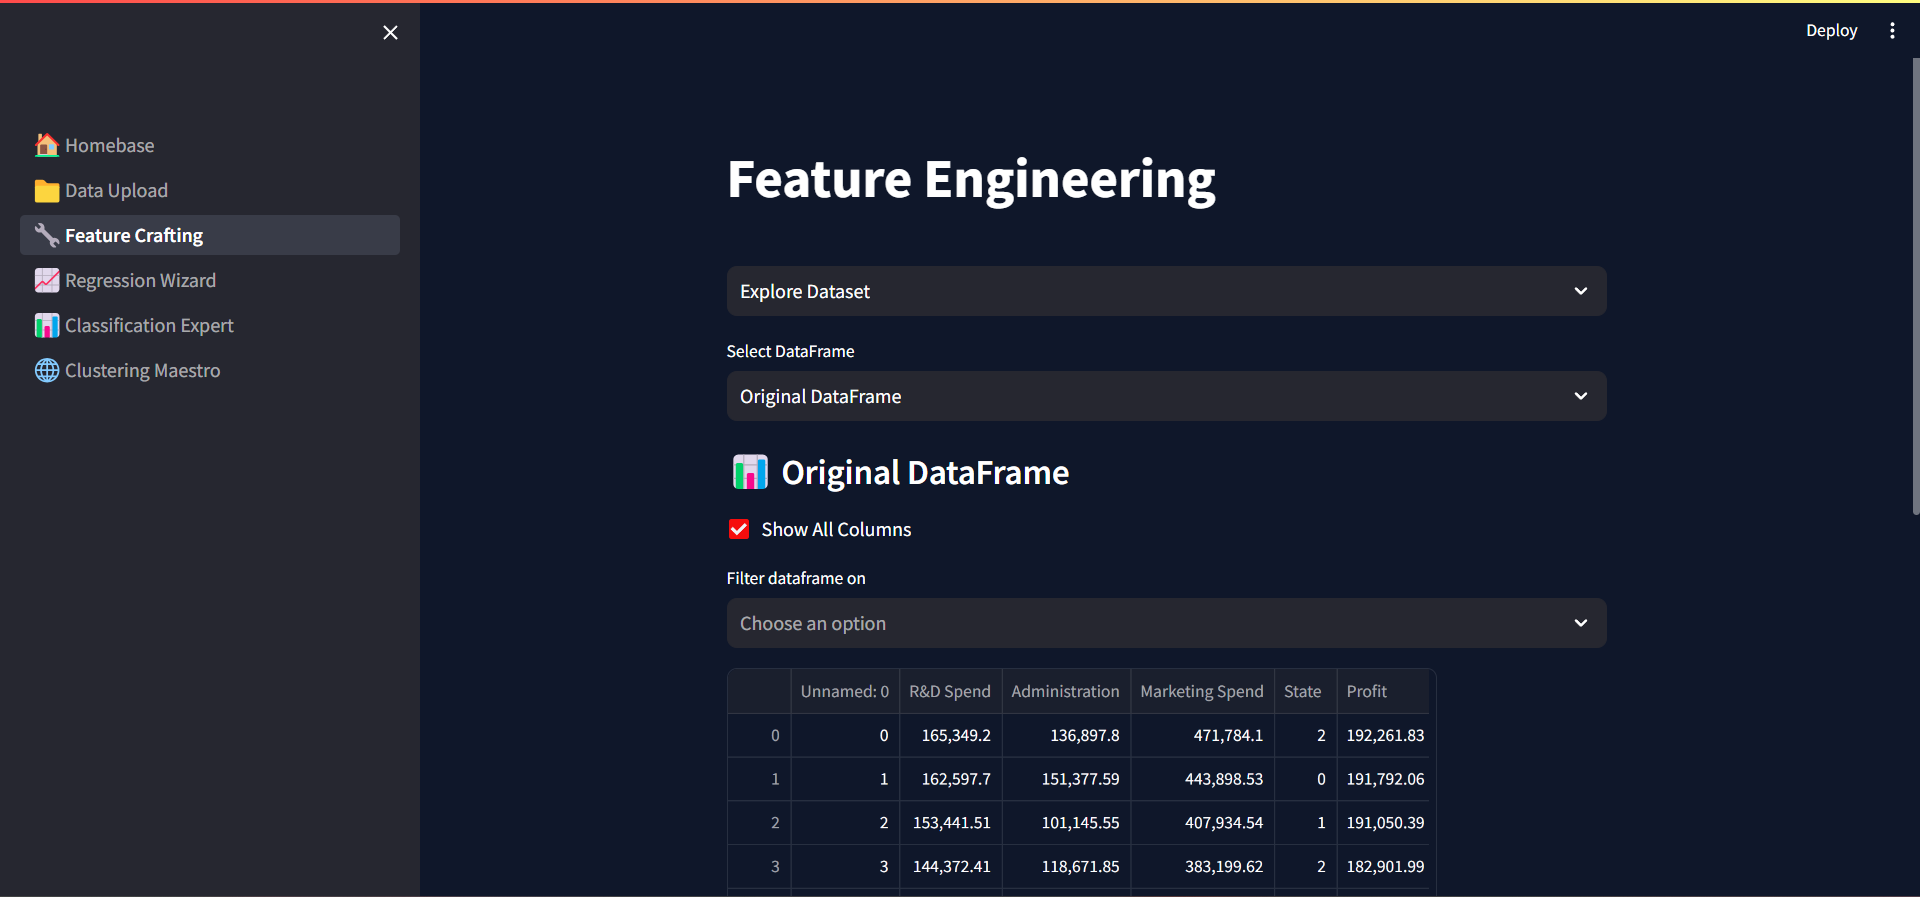 Deploy
Homebase
Data Upload
Feature Crafting
Regression Wizard
Classification Expert
Clustering Maestro
Feature Engineering
Explore Dataset
Select DataFrame
Original DataFrame
Original DataFrame
Show All Columns
Filter dataframe on
Choose an option
Unnamed: 0 R&D Spend Administration Marketing Spend State Profit
0 0 165,349.2 136,897.8 471,784.1 2 192,261.83
1 1 162,597.7 151,377.59 443,898.53 0 191,792.06
2 2 153,441.51 101,145.55 407,934.54 1 191,050.39
3 3 144,372.41 118,671.85 383,199.62 2 182,901.99